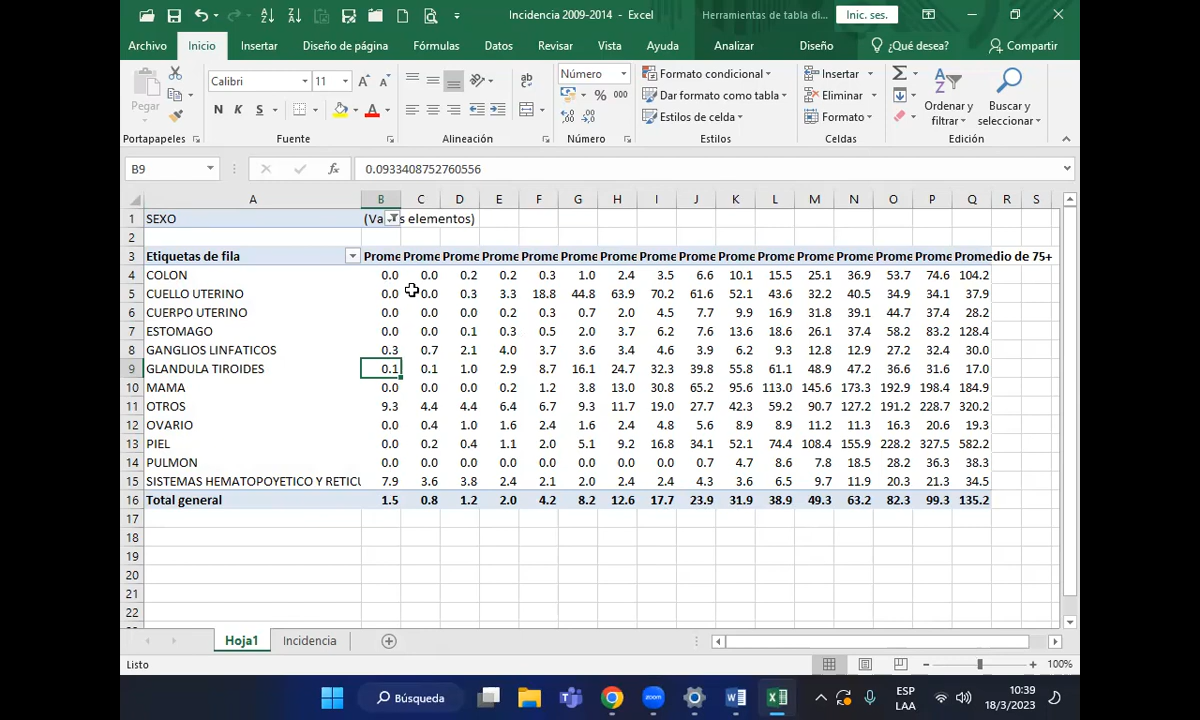 Incidencia 2009-2014 - Excel
Herramientas de tabla di...
Inic. ses.
Archivo Inicio Insertar Diseño de página Fórmulas Datos Revisar Vista Ayuda Analizar Diseño ¿Qué desea? Compartir
Pegar
Calibri 11
N K S
ab
Número
% 000
Formato condicional
Dar formato como tabla
Estilos de celda
Insertar
Eliminar
Formato
Ordenar y filtrar
Buscar y seleccionar
Portapapeles Fuente Alineación Número Estilos Celdas Edición
B9 fx 0.0933408752760556
A B C D E F G H I J K L M N O P Q R S
1 SEXO (Va s elementos)
2
3 Etiquetas de fila Prome Prome Prome Prome Prome Prome Prome Prome Prome Prome Prome Prome Prome Prome Prome Promedio de 75+
4 COLON 0.0 0.0 0.2 0.2 0.3 1.0 2.4 3.5 6.6 10.1 15.5 25.1 36.9 53.7 74.6 104.2
5 CUELLO UTERINO 0.0 0.0 0.3 3.3 18.8 44.8 63.9 70.2 61.6 52.1 43.6 32.2 40.5 34.9 34.1 37.9
6 CUERPO UTERINO 0.0 0.0 0.0 0.2 0.3 0.7 2.0 4.5 7.7 9.9 16.9 31.8 39.1 44.7 37.4 28.2
7 ESTOMAGO 0.0 0.0 0.1 0.3 0.5 2.0 3.7 6.2 7.6 13.6 18.6 26.1 37.4 58.2 83.2 128.4
8 GANGLIOS LINFATICOS 0.3 0.7 2.1 4.0 3.7 3.6 3.4 4.6 3.9 6.2 9.3 12.8 12.9 27.2 32.4 30.0
9 GLANDULA TIROIDES 0.1 0.1 1.0 2.9 8.7 16.1 24.7 32.3 39.8 55.8 61.1 48.9 47.2 36.6 31.6 17.0
10 MAMA 0.0 0.0 0.0 0.2 1.2 3.8 13.0 30.8 65.2 95.6 113.0 145.6 173.3 192.9 198.4 184.9
11 OTROS 9.3 4.4 4.4 6.4 6.7 9.3 11.7 19.0 27.7 42.3 59.2 90.7 127.2 191.2 228.7 320.2
12 OVARIO 0.0 0.4 1.0 1.6 2.4 1.6 2.4 4.8 5.6 8.9 8.9 11.2 11.3 16.3 20.6 19.3
13 PIEL 0.0 0.2 0.4 1.1 2.0 5.1 9.2 16.8 34.1 52.1 74.4 108.4 155.9 228.2 327.5 582.2
14 PULMON 0.0 0.0 0.0 0.0 0.0 0.0 0.0 0.0 0.7 4.7 8.6 7.8 18.5 28.2 36.3 38.3
15 SISTEMAS HEMATOPOYETICO Y RETICU 7.9 3.6 3.8 2.4 2.1 2.0 2.4 2.4 4.3 3.6 6.5 9.7 11.9 20.3 21.3 34.5
16 Total general 1.5 0.8 1.2 2.0 4.2 8.2 12.6 17.7 23.9 31.9 38.9 49.3 63.2 82.3 99.3 135.2
17
18
19
20
21
22
Hoja1 Incidencia
Listo 100%
Búsqueda
ESP
LAA
10:39
18/3/2023